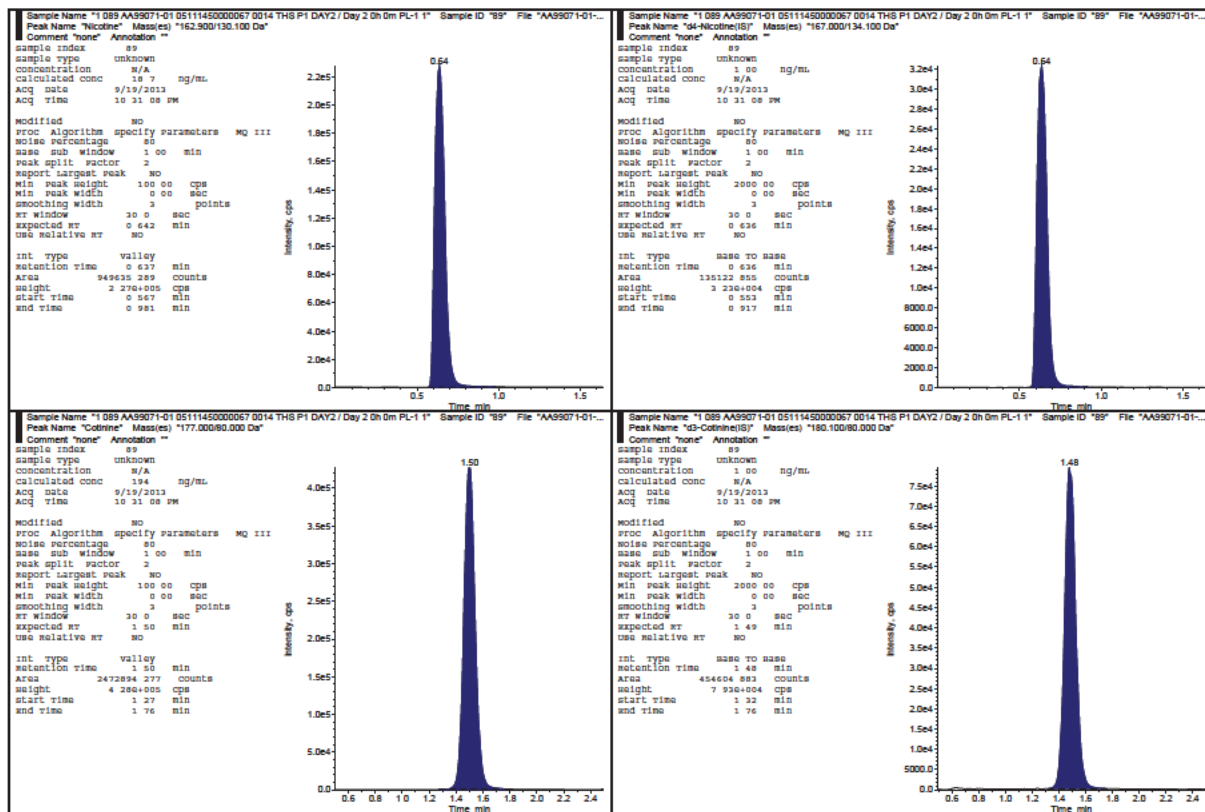 Sample Name "1 089 AA99071-01 05111450000067 0014 THS P1 DAY2 / Day 2 0h 0m PL-1 1" Sample ID "89" File "AA99071-01-...
Peak Name "Nicotine" Mass(es) "162.900/130.100 Da"
Comment "none" Annotation ""
Sample Index 89
Sample Type Unknown
Concentration N/A
Calculated Conc 18 7 ng/mL
Acq Date 9/19/2013
Acq Time 10 31 08 PM
Modified NO
Proc Algorithm Specify Parameters MQ III
Noise Percentage 80
Base Sub Window 1 00 min
Peak Split Factor 2
Report Largest Peak NO
Min Peak Height 100 00 cps
Min Peak Width 0 00 sec
Smoothing Width 3 points
RT Window 30 0 sec
Expected RT 0 642 min
Use Relative RT NO
Int Type Valley
Retention Time 0 637 min
Area 949635 289 counts
Height 2 27e+005 cps
Start Time 0 567 min
End Time 0 981 min
0.64
Intensity, cps
2.2e5
2.0e5
1.8e5
1.6e5
1.4e5
1.2e5
1.0e5
8.0e4
6.0e4
4.0e4
2.0e4
0.0
0.5 1.0 1.5
Time, min
Sample Name "1 089 AA99071-01 05111450000067 0014 THS P1 DAY2 / Day 2 0h 0m PL-1 1" Sample ID "89" File "AA99071-01-...
Peak Name "d4-Nicotine(IS)" Mass(es) "167.000/134.100 Da"
Comment "none" Annotation ""
Sample Index 89
Sample Type Unknown
Concentration 1 00 ng/mL
Calculated Conc N/A
Acq Date 9/19/2013
Acq Time 10 31 08 PM
Modified NO
Proc Algorithm Specify Parameters MQ III
Noise Percentage 80
Base Sub Window 1 00 min
Peak Split Factor 2
Report Largest Peak NO
Min Peak Height 2000 00 cps
Min Peak Width 0 00 sec
Smoothing Width 3 points
RT Window 30 0 sec
Expected RT 0 636 min
Use Relative RT NO
Int Type Base To Base
Retention Time 0 636 min
Area 135122 855 counts
Height 3 23e+004 cps
Start Time 0 553 min
End Time 0 917 min
0.64
Intensity, cps
3.2e4
3.0e4
2.8e4
2.6e4
2.4e4
2.2e4
2.0e4
1.8e4
1.6e4
1.4e4
1.2e4
1.0e4
8000.0
6000.0
4000.0
2000.0
0.0
0.5 1.0 1.5
Time, min
Sample Name "1 089 AA99071-01 05111450000067 0014 THS P1 DAY2 / Day 2 0h 0m PL-1 1" Sample ID "89" File "AA99071-01-...
Peak Name "Cotinine" Mass(es) "177.000/80.000 Da"
Comment "none" Annotation ""
Sample Index 89
Sample Type Unknown
Concentration N/A
Calculated Conc 194 ng/mL
Acq Date 9/19/2013
Acq Time 10 31 08 PM
Modified NO
Proc Algorithm Specify Parameters MQ III
Noise Percentage 80
Base Sub Window 1 00 min
Peak Split Factor 2
Report Largest Peak NO
Min Peak Height 100 00 cps
Min Peak Width 0 00 sec
Smoothing Width 3 points
RT Window 30 0 sec
Expected RT 1 50 min
Use Relative RT NO
Int Type Valley
Retention Time 1 50 min
Area 2472894 277 counts
Height 4 28e+005 cps
Start Time 1 27 min
End Time 1 76 min
1.50
Intensity, cps
4.0e5
3.5e5
3.0e5
2.5e5
2.0e5
1.5e5
1.0e5
5.0e4
0.0
0.6 0.8 1.0 1.2 1.4 1.6 1.8 2.0 2.2 2.4
Time, min
Sample Name "1 089 AA99071-01 05111450000067 0014 THS P1 DAY2 / Day 2 0h 0m PL-1 1" Sample ID "89" File "AA99071-01-...
Peak Name "d3-Cotinine(IS)" Mass(es) "180.100/80.000 Da"
Comment "none" Annotation ""
Sample Index 89
Sample Type Unknown
Concentration 1 00 ng/mL
Calculated Conc N/A
Acq Date 9/19/2013
Acq Time 10 31 08 PM
Modified NO
Proc Algorithm Specify Parameters MQ III
Noise Percentage 80
Base Sub Window 1 00 min
Peak Split Factor 2
Report Largest Peak NO
Min Peak Height 2000 00 cps
Min Peak Width 0 00 sec
Smoothing Width 3 points
RT Window 30 0 sec
Expected RT 1 49 min
Use Relative RT NO
Int Type Base To Base
Retention Time 1 48 min
Area 454604 883 counts
Height 7 93e+004 cps
Start Time 1 32 min
End Time 1 76 min
1.48
Intensity, cps
7.5e4
7.0e4
6.5e4
6.0e4
5.5e4
5.0e4
4.5e4
4.0e4
3.5e4
3.0e4
2.5e4
2.0e4
1.5e4
1.0e4
5000.0
0.0
0.6 0.8 1.0 1.2 1.4 1.6 1.8 2.0 2.2 2.4
Time, min